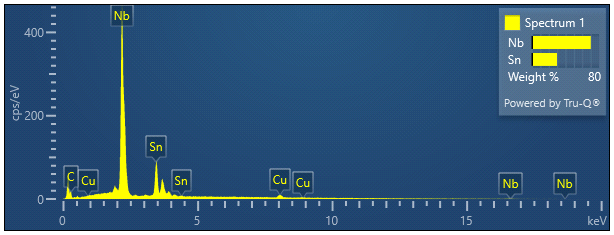 400
200
0
cps/eV
Nb
Sn
C
Cu
Sn
Cu
Cu
Nb
Nb
0 5 10 15 keV
Spectrum 1
Nb
Sn
Weight % 80
Powered by Tru-Q®